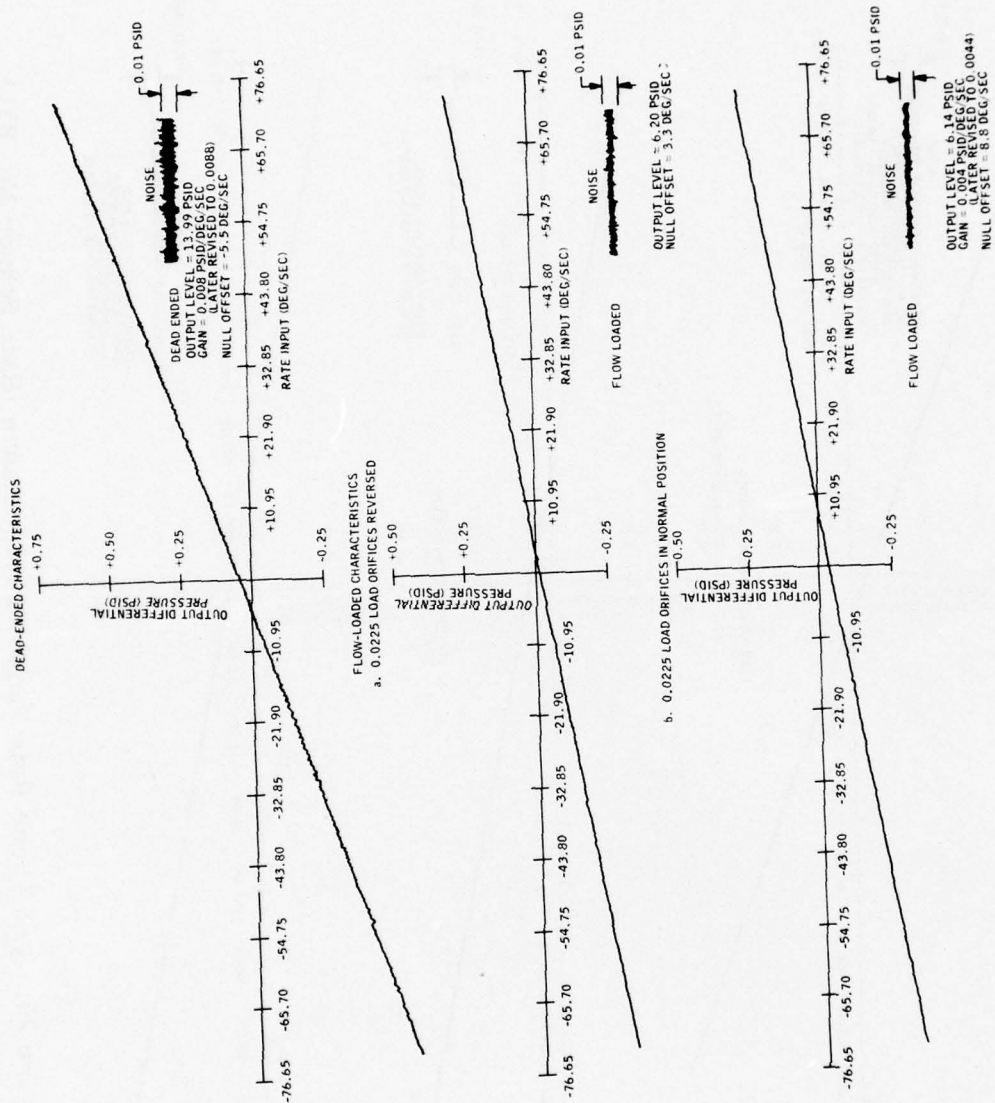 DEAD-ENDED CHARACTERISTICS
+0.75
+0.50
+0.25
-0.25
OUTPUT DIFFERENTIAL
PRESSURE (PSID)
-76.65
-65.70
-54.75
-43.80
-32.85
-21.90
-10.95
+10.95
+21.90
+32.85
+43.80
+54.75
+65.70
+76.65
RATE INPUT (DEG/SEC)
NOISE
0.01 PSID
DEAD ENDED
OUTPUT LEVEL = 13.99 PSID
GAIN = 0.008 PSID/DEG/SEC
(LATER REVISED TO 0.0088)
NULL OFFSET = -5.5 DEG/SEC
FLOW-LOADED CHARACTERISTICS
a. 0.0225 LOAD ORIFICES REVERSED
+0.50
+0.25
-0.25
OUTPUT DIFFERENTIAL
PRESSURE (PSID)
-76.65
-65.70
-54.75
-43.80
-32.85
-21.90
-10.95
+10.95
+21.90
+32.85
+43.80
+54.75
+65.70
+76.65
RATE INPUT (DEG/SEC)
NOISE
0.01 PSID
FLOW LOADED
OUTPUT LEVEL = 6.20 PSID
NULL OFFSET = 3.3 DEG/SEC
b. 0.0225 LOAD ORIFICES IN NORMAL POSITION
+0.50
+0.25
-0.25
OUTPUT DIFFERENTIAL
PRESSURE (PSID)
-76.65
-65.70
-54.75
-43.80
-32.85
-21.90
-10.95
+10.95
+21.90
+32.85
+43.80
+54.75
+65.70
+76.65
RATE INPUT (DEG/SEC)
NOISE
0.01 PSID
FLOW LOADED
OUTPUT LEVEL = 6.14 PSID
GAIN = 0.004 PSID/DEG/SEC
(LATER REVISED TO 0.0044)
NULL OFFSET = 8.8 DEG/SEC